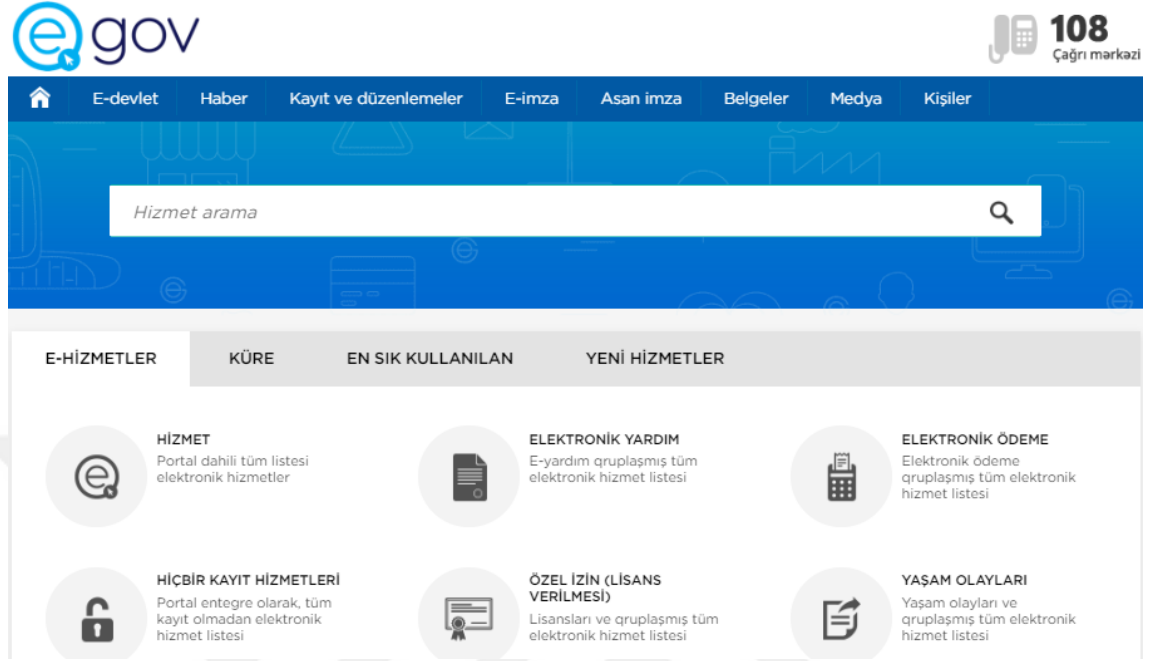 e gov
108
Çağrı mərkəzi
E-devlet Haber Kayıt ve düzenlemeler E-imza Asan imza Belgeler Medya Kişiler
Hizmet arama
E-HİZMETLER KÜRE EN SIK KULLANILAN YENİ HİZMETLER
HİZMET
Portal dahili tüm listesi
elektronik hizmetler
ELEKTRONİK YARDIM
E-yardım qruplaşmış tüm
elektronik hizmet listesi
ELEKTRONİK ÖDEME
Elektronik ödeme
qruplaşmış tüm elektronik
hizmet listesi
HİÇBİR KAYIT HİZMETLERİ
Portal entegre olarak, tüm
kayıt olmadan elektronik
hizmet listesi
ÖZEL İZİN (LİSANS
VERİLMESİ)
Lisansları ve qruplaşmış tüm
elektronik hizmet listesi
YAŞAM OLAYLARI
Yaşam olayları ve
qruplaşmış tüm elektronik
hizmet listesi